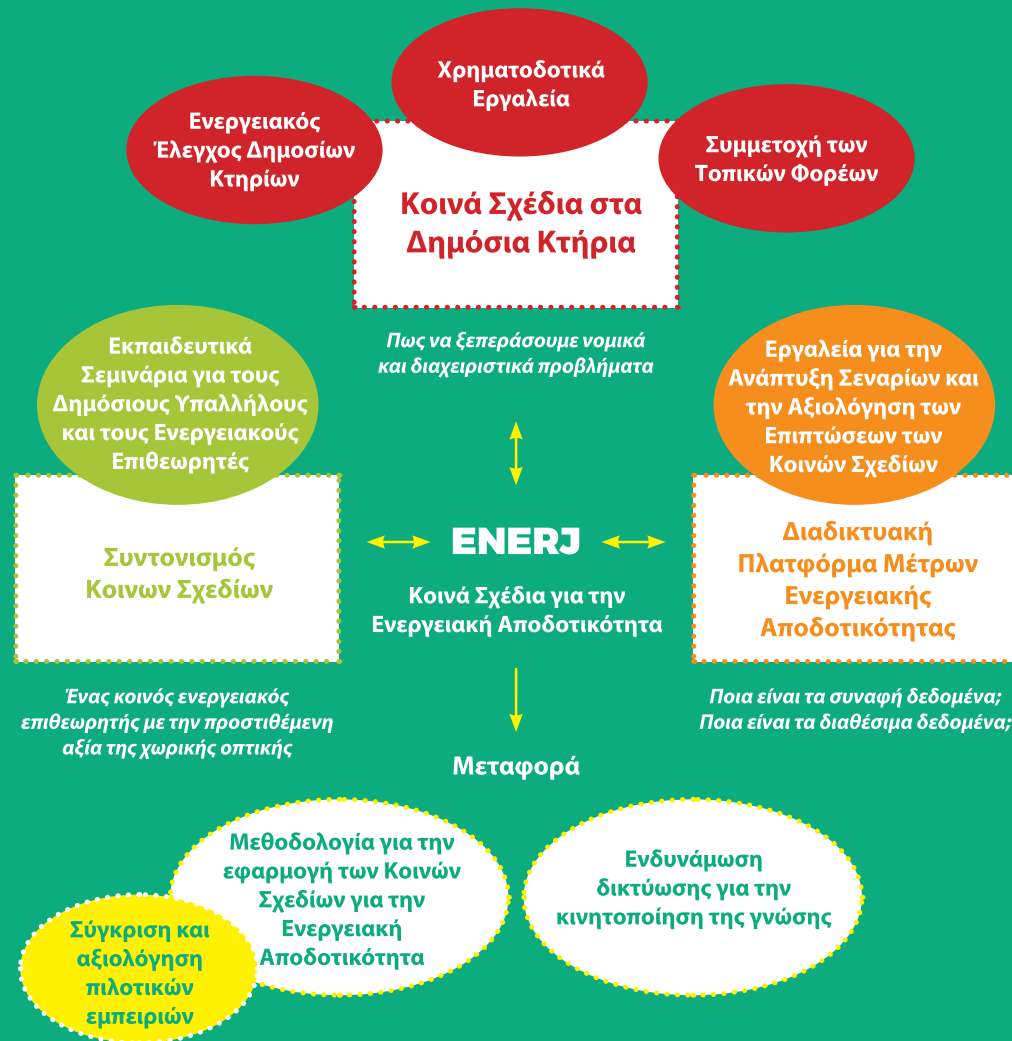 Χρηματοδοτικά
Εργαλεία
Ενεργειακός
Έλεγχος Δημοσίων
Κτηρίων
Συμμετοχή των
Τοπικών Φορέων
Κοινά Σχέδια στα
Δημόσια Κτήρια
Πως να ξεπεράσουμε νομικά
και διαχειριστικά προβλήματα
Εκπαιδευτικά
Σεμινάρια για τους
Δημόσιους Υπαλλήλους
και τους Ενεργειακούς
Επιθεωρητές
Συντονισμός
Κοινων Σχεδίων
Ένας κοινός ενεργειακός
επιθεωρητής με την προστιθέμενη
αξία της χωρικής οπτικής
ENERJ
Κοινά Σχέδια για την
Ενεργειακή Αποδοτικότητα
Εργαλεία για την
Ανάπτυξη Σεναρίων και
την Αξιολόγηση των
Επιπτώσεων των
Κοινών Σχεδίων
Διαδικτυακή
Πλατφόρμα Μέτρων
Ενεργειακής
Αποδοτικότητας
Ποια είναι τα συναφή δεδομένα;
Ποια είναι τα διαθέσιμα δεδομένα;
Μεταφορά
Μεθοδολογία για την
εφαρμογή των Κοινών
Σχεδίων για την
Ενεργειακή
Αποδοτικότητα
Σύγκριση και
αξιολόγηση
πιλοτικών
εμπειριών
Ενδυνάμωση
δικτύωσης για την
κινητοποίηση της γνώσης